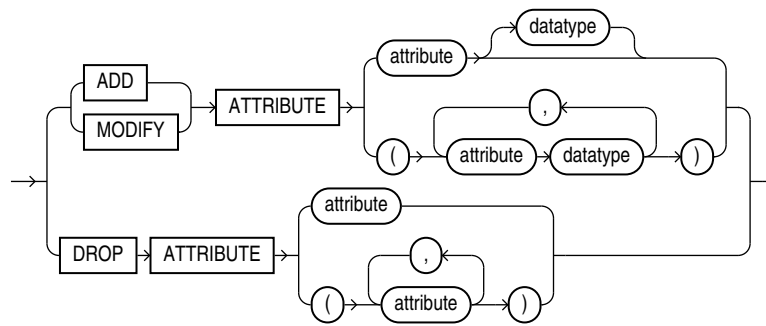 datatype
ADD attribute
ATTRIBUTE
MODIFY ,
( attribute datatype )
attribute
DROP ATTRIBUTE
,
( attribute )